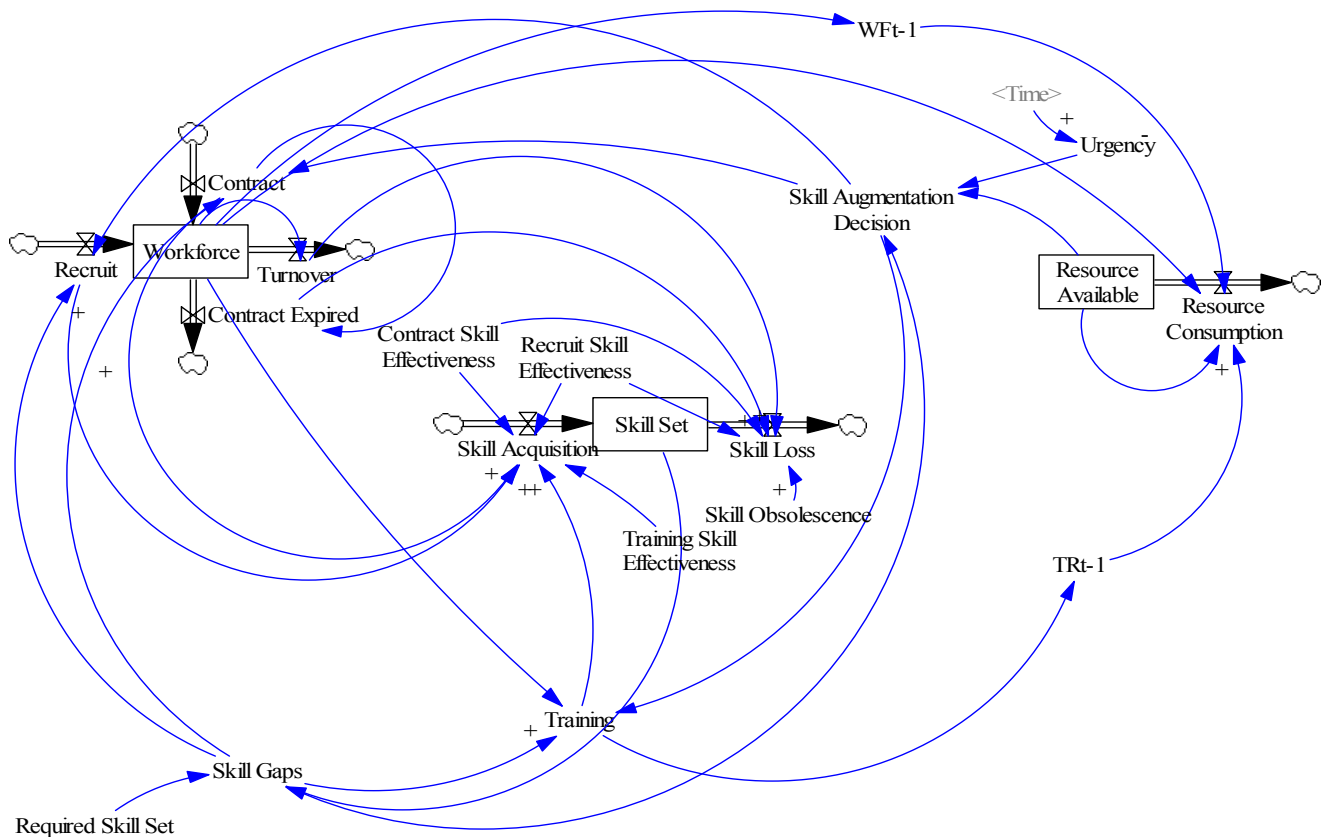 WFt-1
<Time>
+
Urgency
-
Contract
Skill Augmentation
Decision
Workforce
Recruit
Turnover
Resource
Available
Resource
Consumption
+
Contract Expired
Contract Skill
Effectiveness
Recruit Skill
Effectiveness
+
+
Skill Set
+
Skill Acquisition
Skill Loss
+
++
+
Skill Obsolescence
Training Skill
Effectiveness
TRt-1
Training
+
Skill Gaps
Required Skill Set